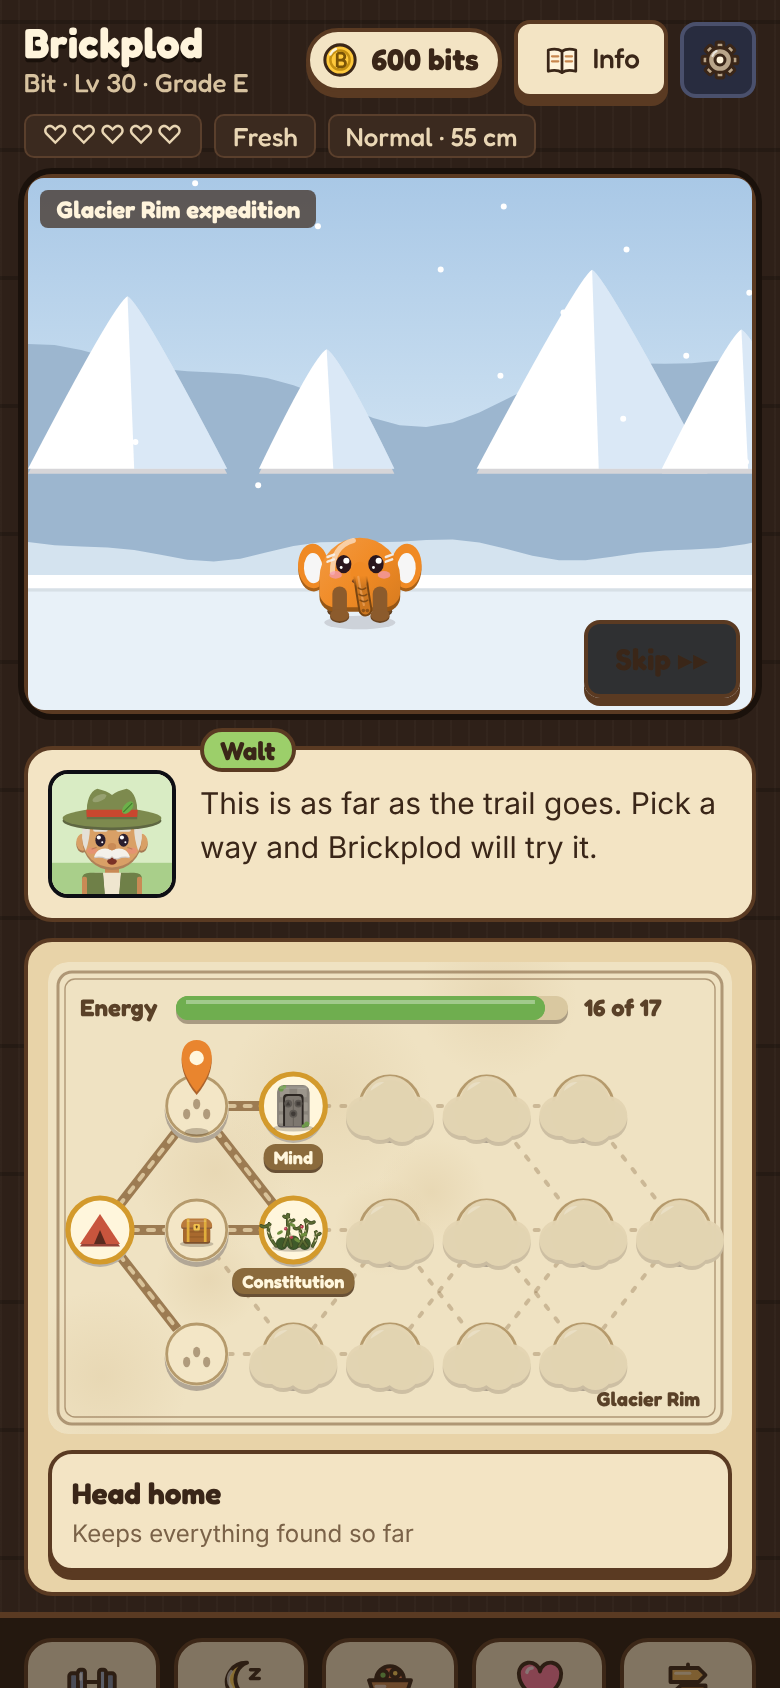 Brickplod
Bit · Lv 30 · Grade E
600 bits
Info
Fresh
Normal · 55 cm
Glacier Rim expedition
Skip ▸▸
Walt
This is as far as the trail goes. Pick a
way and Brickplod will try it.
Energy
16 of 17
Mind
Constitution
Glacier Rim
Head home
Keeps everything found so far